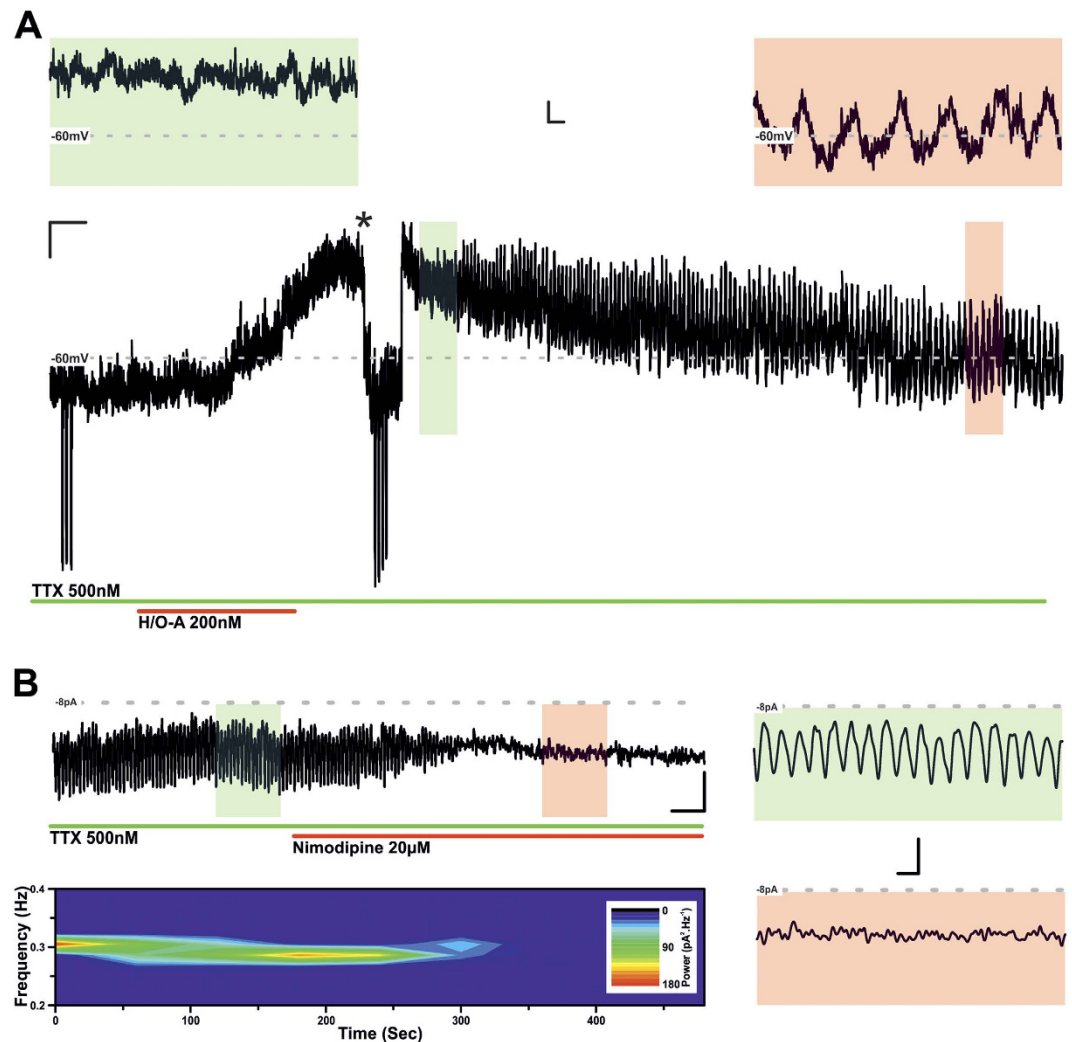 A
-60mV
-60mV
*
-60mV
TTX 500nM
H/O-A 200nM
B
-8pA
-8pA
TTX 500nM
Nimodipine 20µM
-8pA
0.4
0.3
0.2
Frequency (Hz)
0
90
180
Power (pA².Hz⁻¹)
0 100 200 300 400
Time (Sec)